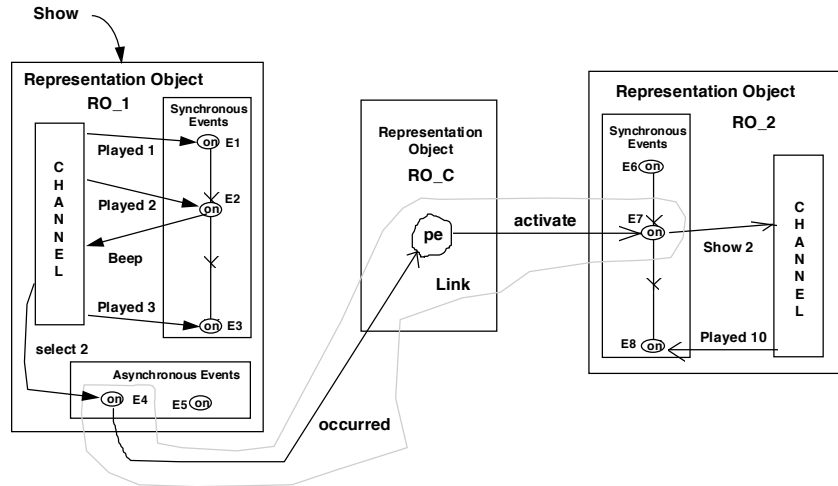 Show
Representation Object
RO_1
Synchronous
Events
CHANNEL
Played 1
on E1
Played 2
on E2
Beep
Played 3
on E3
select 2
Asynchronous Events
on E4
E5 on
Representation
Object
RO_C
pe
Link
occurred
activate
Representation Object
RO_2
Synchronous
Events
E6 on
E7 on
Show 2
E8 on
Played 10
CHANNEL